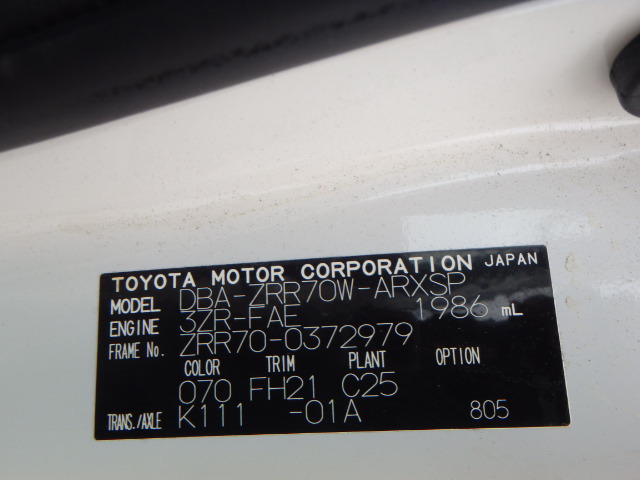 TOYOTA MOTOR CORPORATION JAPAN
MODEL DBA-ZRR70W-ARXSP
ENGINE 3ZR-FAE 1986 mL
FRAME No. ZRR70-0372979
COLOR TRIM PLANT OPTION
070 FH21 C25
TRANS./AXLE K111 -01A 805